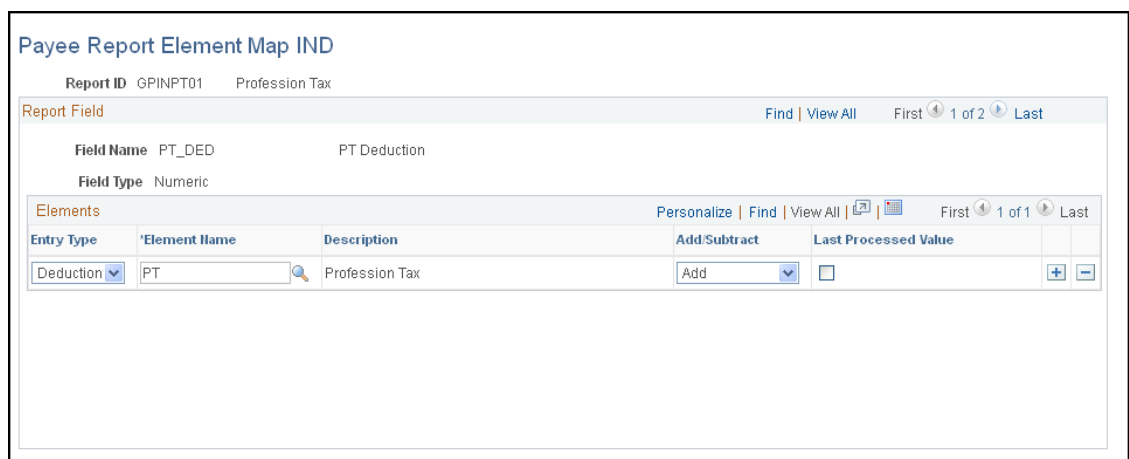 Payee Report Element Map IND
Report ID GPINPT01 Profession Tax
Report Field Find | View All First 1 of 2 Last
Field Name PT_DED PT Deduction
Field Type Numeric
Elements Personalize | Find | View All | | First 1 of 1 Last
Entry Type *Element Name Description Add/Subtract Last Processed Value
Deduction PT Profession Tax Add